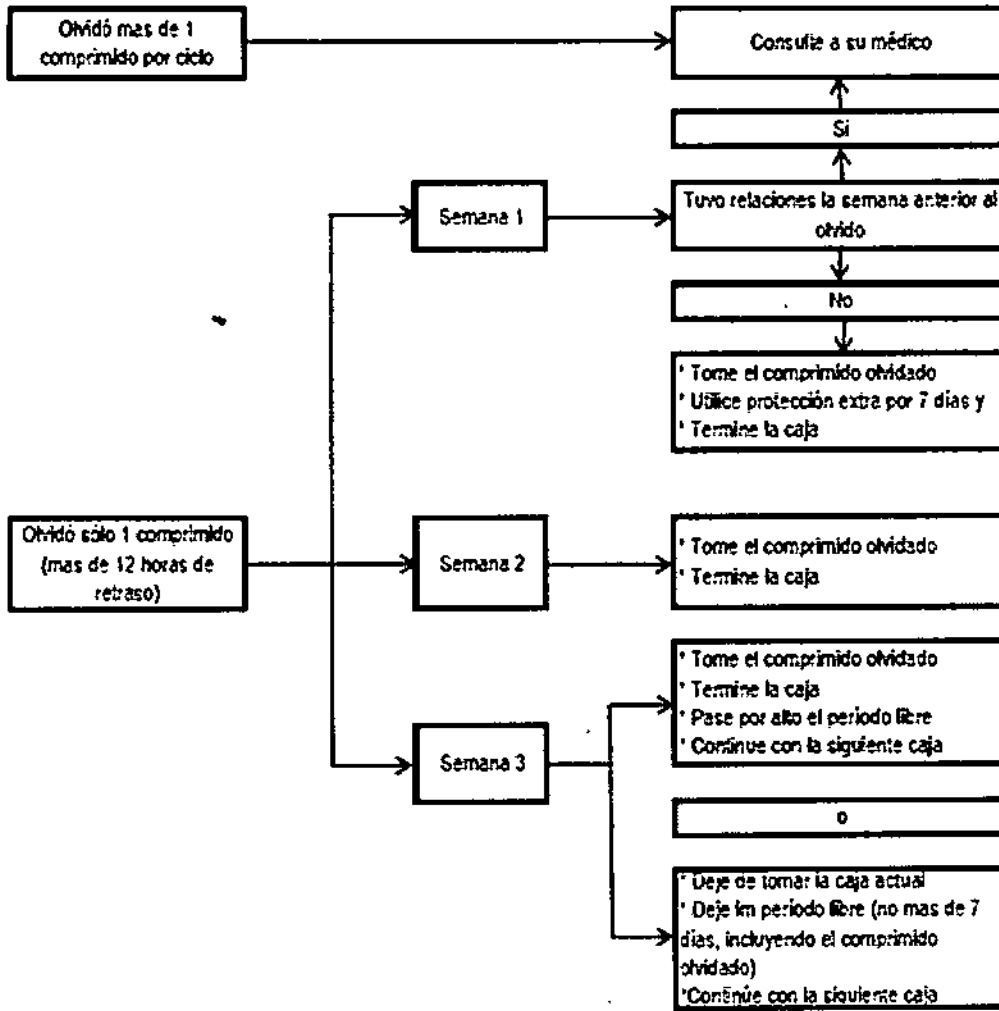 Olvidó mas de 1
comprimido por ciclo
Consulte a su médico
Si
Semana 1
Tuvo relaciones la semana anterior al
olvido
No
* Tome el comprimido olvidado
* Utilice protección extra por 7 días y
* Termine la caja
Olvidó sólo 1 comprimido
(mas de 12 horas de
retraso)
Semana 2
* Tome el comprimido olvidado
* Termine la caja
Semana 3
* Tome el comprimido olvidado
* Termine la caja
* Pase por alto el periodo libre
* Continue con la siguiente caja
o
* Deje de tomar la caja actual
* Deje im periodo libre (no mas de 7
días, incluyendo el comprimido
olvidado)
*Continúe con la siguiente caja